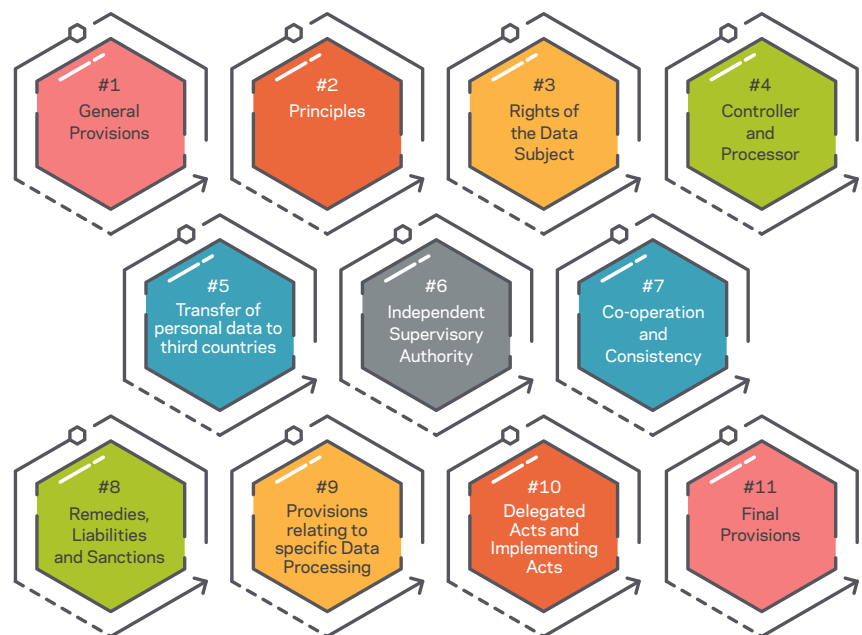 #1
General
Provisions
#2
Principles
#3
Rights of
the Data
Subject
#4
Controller
and
Processor
#5
Transfer of
personal data to
third countries
#6
Independent
Supervisory
Authority
#7
Co-operation
and
Consistency
#8
Remedies,
Liabilities
and Sanctions
#9
Provisions
relating to
specific Data
Processing
#10
Delegated
Acts and
Implementing
Acts
#11
Final
Provisions